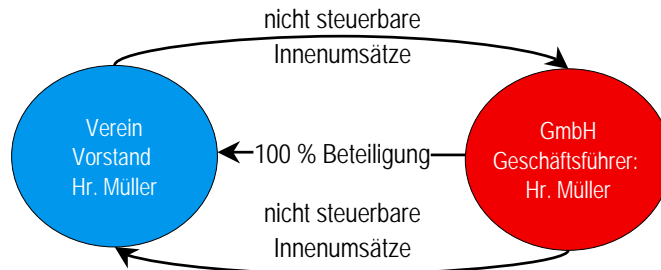 nicht steuerbare
Innenumsätze
Verein
Vorstand
Hr. Müller
100 % Beteiligung
GmbH
Geschäftsführer:
Hr. Müller
nicht steuerbare
Innenumsätze